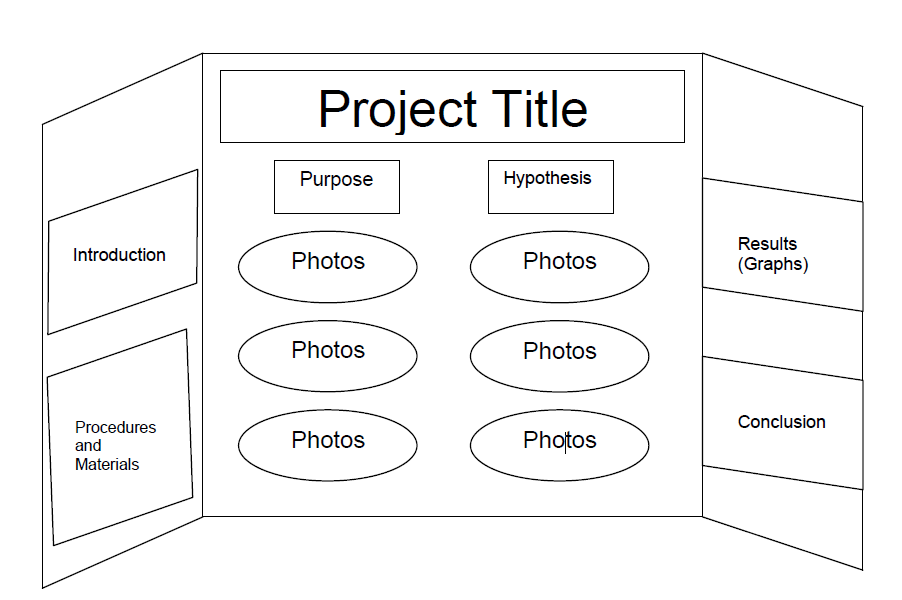 Project Title
Purpose
Hypothesis
Introduction
Procedures
and
Materials
Photos
Photos
Photos
Photos
Photos
Photos
Results
(Graphs)
Conclusion